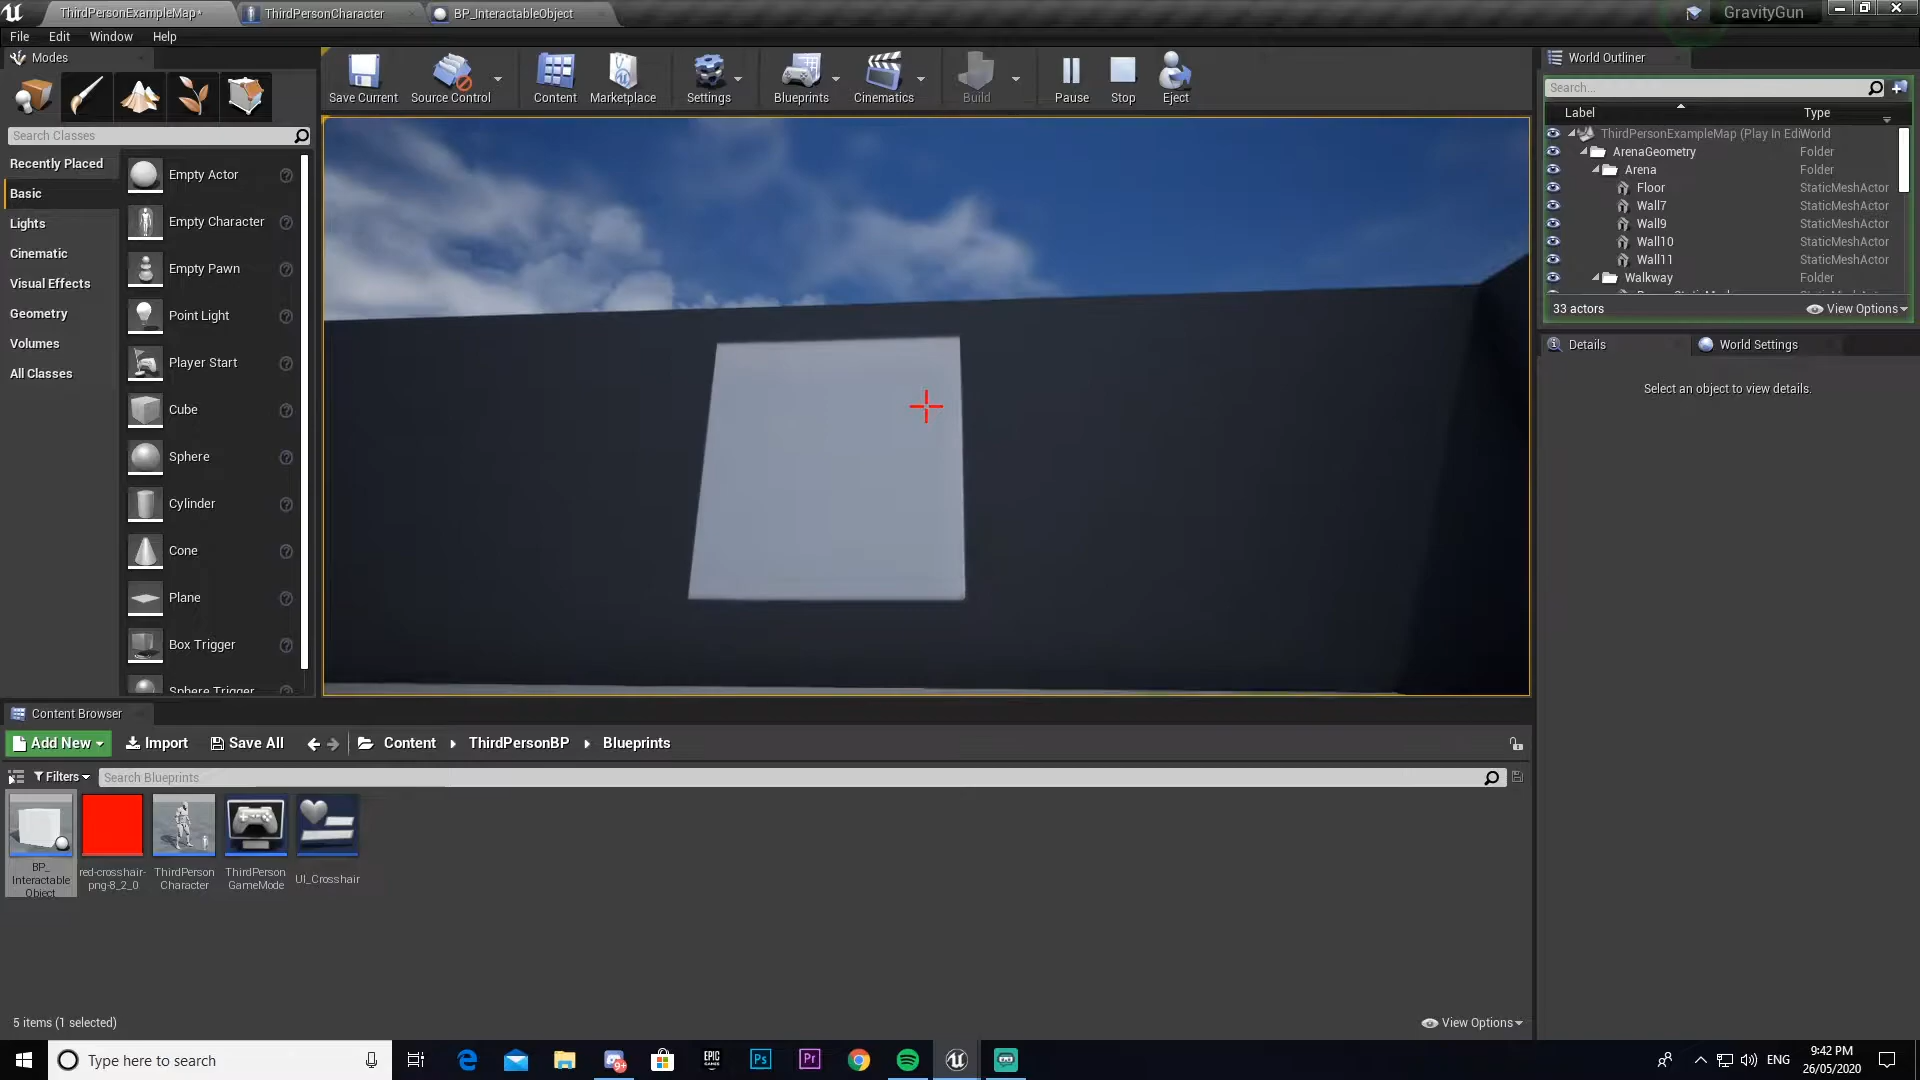 ThirdPersonExampleMap*
ThirdPersonCharacter
BP_InteractableObject
GravityGun
File Edit Window Help
Modes
Save Current
Source Control
Content
Marketplace
Settings
Blueprints
Cinematics
Build
Pause
Stop
Eject
Search Classes
Recently Placed
Basic
Lights
Cinematic
Visual Effects
Geometry
Volumes
All Classes
Empty Actor
Empty Character
Empty Pawn
Point Light
Player Start
Cube
Sphere
Cylinder
Cone
Plane
Box Trigger
Sphere Trigger
World Outliner
Search...
Label Type
ThirdPersonExampleMap (Play In Edi World
ArenaGeometry Folder
Arena Folder
Floor StaticMeshActor
Wall7 StaticMeshActor
Wall9 StaticMeshActor
Wall10 StaticMeshActor
Wall11 StaticMeshActor
Walkway Folder
33 actors
View Options
Details
World Settings
Select an object to view details.
Content Browser
Add New
Import
Save All
Content
ThirdPersonBP
Blueprints
Filters
Search Blueprints
BP_
Interactable
Object
red-crosshair-
png-8_2_0
ThirdPerson
Character
ThirdPerson
GameMode
UI_Crosshair
5 items (1 selected)
View Options
Type here to search
EPIC
GAMES
Ps
Pr
9+
ENG
9:42 PM
26/05/2020